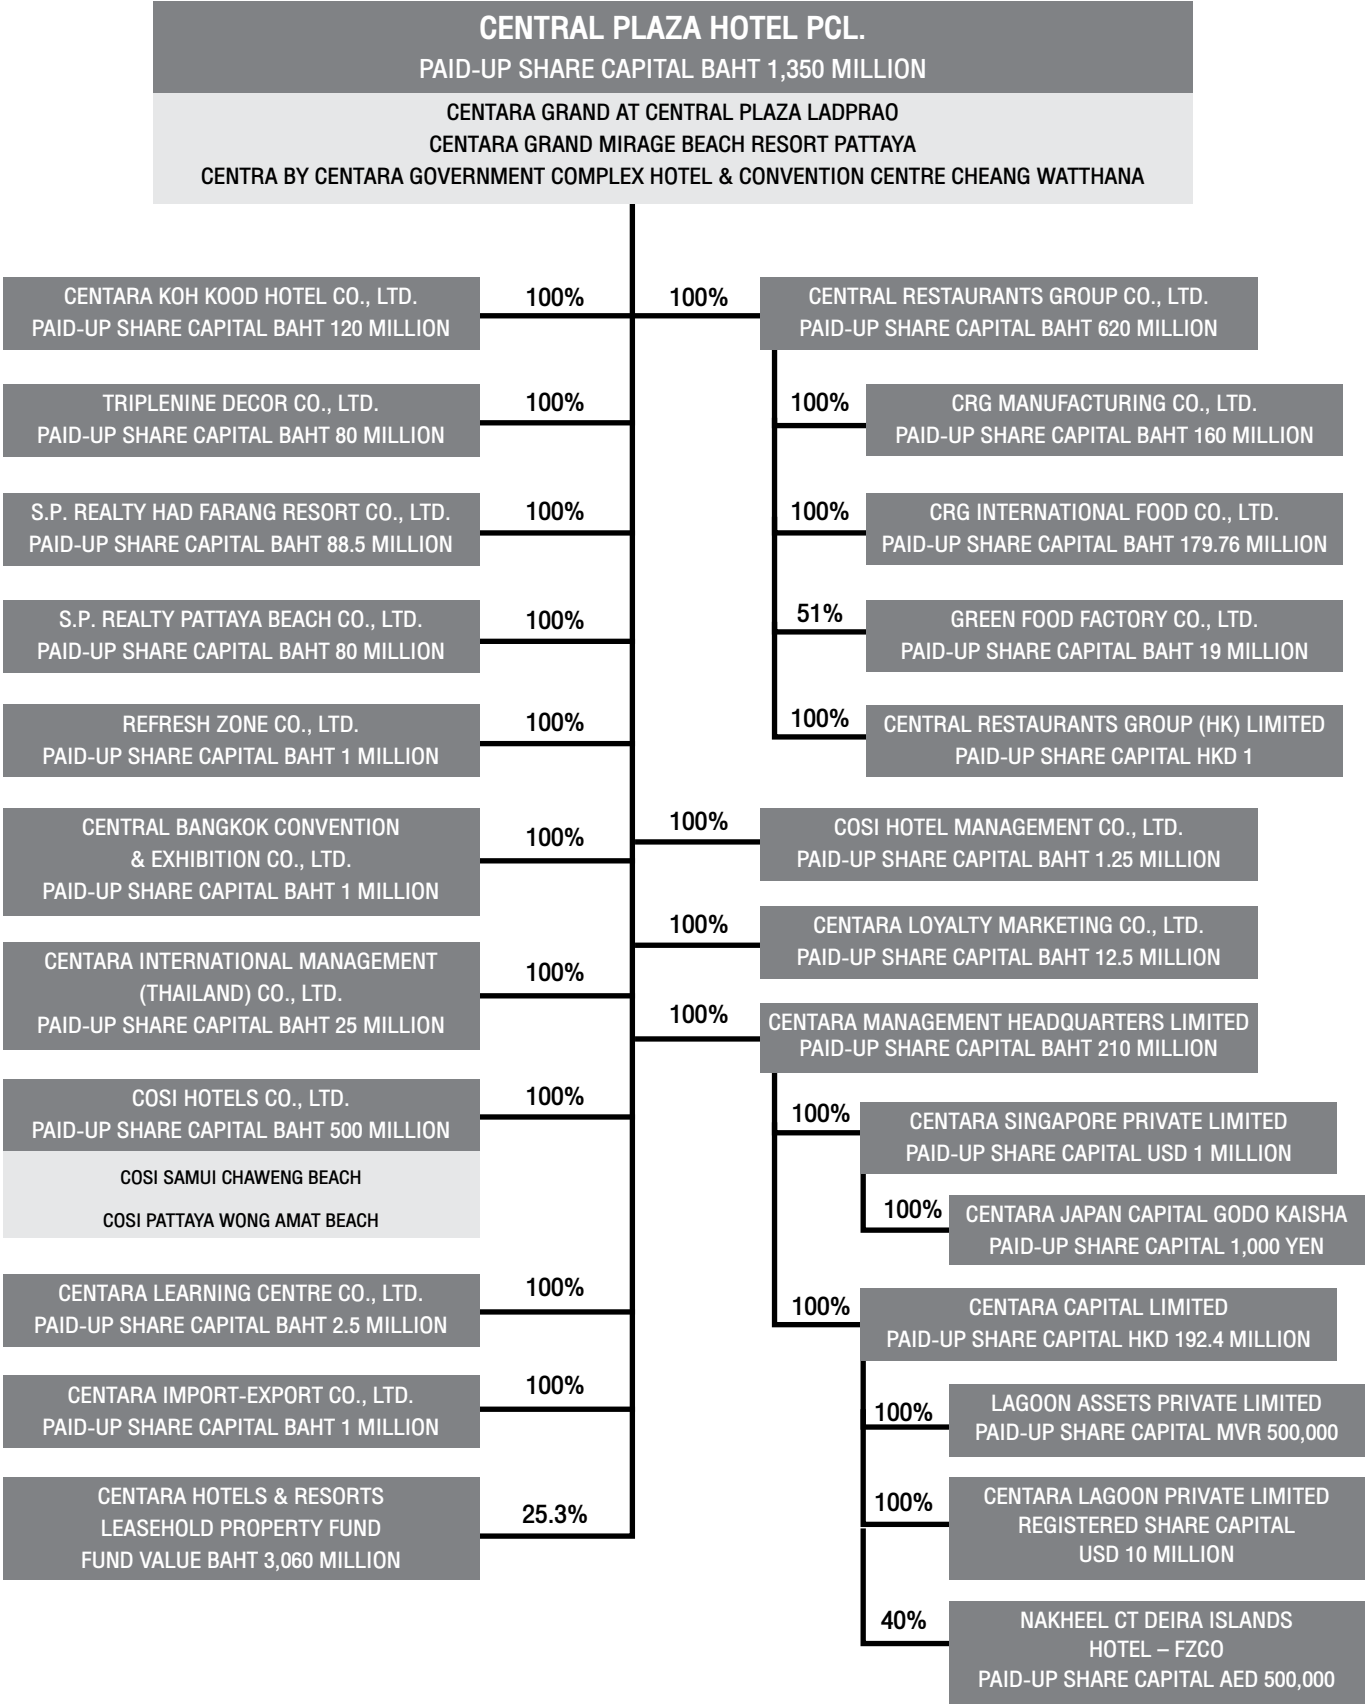 CENTRAL PLAZA HOTEL PCL.
PAID-UP SHARE CAPITAL BAHT 1,350 MILLION
CENTARA GRAND AT CENTRAL PLAZA LADPRAO
CENTARA GRAND MIRAGE BEACH RESORT PATTAYA
CENTRA BY CENTARA GOVERNMENT COMPLEX HOTEL & CONVENTION CENTRE CHEANG WATTHANA
CENTARA KOH KOOD HOTEL CO., LTD.
PAID-UP SHARE CAPITAL BAHT 120 MILLION
100%
TRIPLENINE DECOR CO., LTD.
PAID-UP SHARE CAPITAL BAHT 80 MILLION
100%
S.P. REALTY HAD FARANG RESORT CO., LTD.
PAID-UP SHARE CAPITAL BAHT 88.5 MILLION
100%
S.P. REALTY PATTAYA BEACH CO., LTD.
PAID-UP SHARE CAPITAL BAHT 80 MILLION
100%
REFRESH ZONE CO., LTD.
PAID-UP SHARE CAPITAL BAHT 1 MILLION
100%
CENTRAL BANGKOK CONVENTION
& EXHIBITION CO., LTD.
PAID-UP SHARE CAPITAL BAHT 1 MILLION
100%
CENTARA INTERNATIONAL MANAGEMENT
(THAILAND) CO., LTD.
PAID-UP SHARE CAPITAL BAHT 25 MILLION
100%
COSI HOTELS CO., LTD.
PAID-UP SHARE CAPITAL BAHT 500 MILLION
COSI SAMUI CHAWENG BEACH
COSI PATTAYA WONG AMAT BEACH
100%
CENTARA LEARNING CENTRE CO., LTD.
PAID-UP SHARE CAPITAL BAHT 2.5 MILLION
100%
CENTARA IMPORT-EXPORT CO., LTD.
PAID-UP SHARE CAPITAL BAHT 1 MILLION
100%
CENTARA HOTELS & RESORTS
LEASEHOLD PROPERTY FUND
FUND VALUE BAHT 3,060 MILLION
25.3%
100%
CENTRAL RESTAURANTS GROUP CO., LTD.
PAID-UP SHARE CAPITAL BAHT 620 MILLION
100%
CRG MANUFACTURING CO., LTD.
PAID-UP SHARE CAPITAL BAHT 160 MILLION
100%
CRG INTERNATIONAL FOOD CO., LTD.
PAID-UP SHARE CAPITAL BAHT 179.76 MILLION
51%
GREEN FOOD FACTORY CO., LTD.
PAID-UP SHARE CAPITAL BAHT 19 MILLION
100%
CENTRAL RESTAURANTS GROUP (HK) LIMITED
PAID-UP SHARE CAPITAL HKD 1
100%
COSI HOTEL MANAGEMENT CO., LTD.
PAID-UP SHARE CAPITAL BAHT 1.25 MILLION
100%
CENTARA LOYALTY MARKETING CO., LTD.
PAID-UP SHARE CAPITAL BAHT 12.5 MILLION
100%
CENTARA MANAGEMENT HEADQUARTERS LIMITED
PAID-UP SHARE CAPITAL BAHT 210 MILLION
100%
CENTARA SINGAPORE PRIVATE LIMITED
PAID-UP SHARE CAPITAL USD 1 MILLION
100%
CENTARA JAPAN CAPITAL GODO KAISHA
PAID-UP SHARE CAPITAL 1,000 YEN
100%
CENTARA CAPITAL LIMITED
PAID-UP SHARE CAPITAL HKD 192.4 MILLION
100%
LAGOON ASSETS PRIVATE LIMITED
PAID-UP SHARE CAPITAL MVR 500,000
100%
CENTARA LAGOON PRIVATE LIMITED
REGISTERED SHARE CAPITAL
USD 10 MILLION
40%
NAKHEEL CT DEIRA ISLANDS
HOTEL – FZCO
PAID-UP SHARE CAPITAL AED 500,000